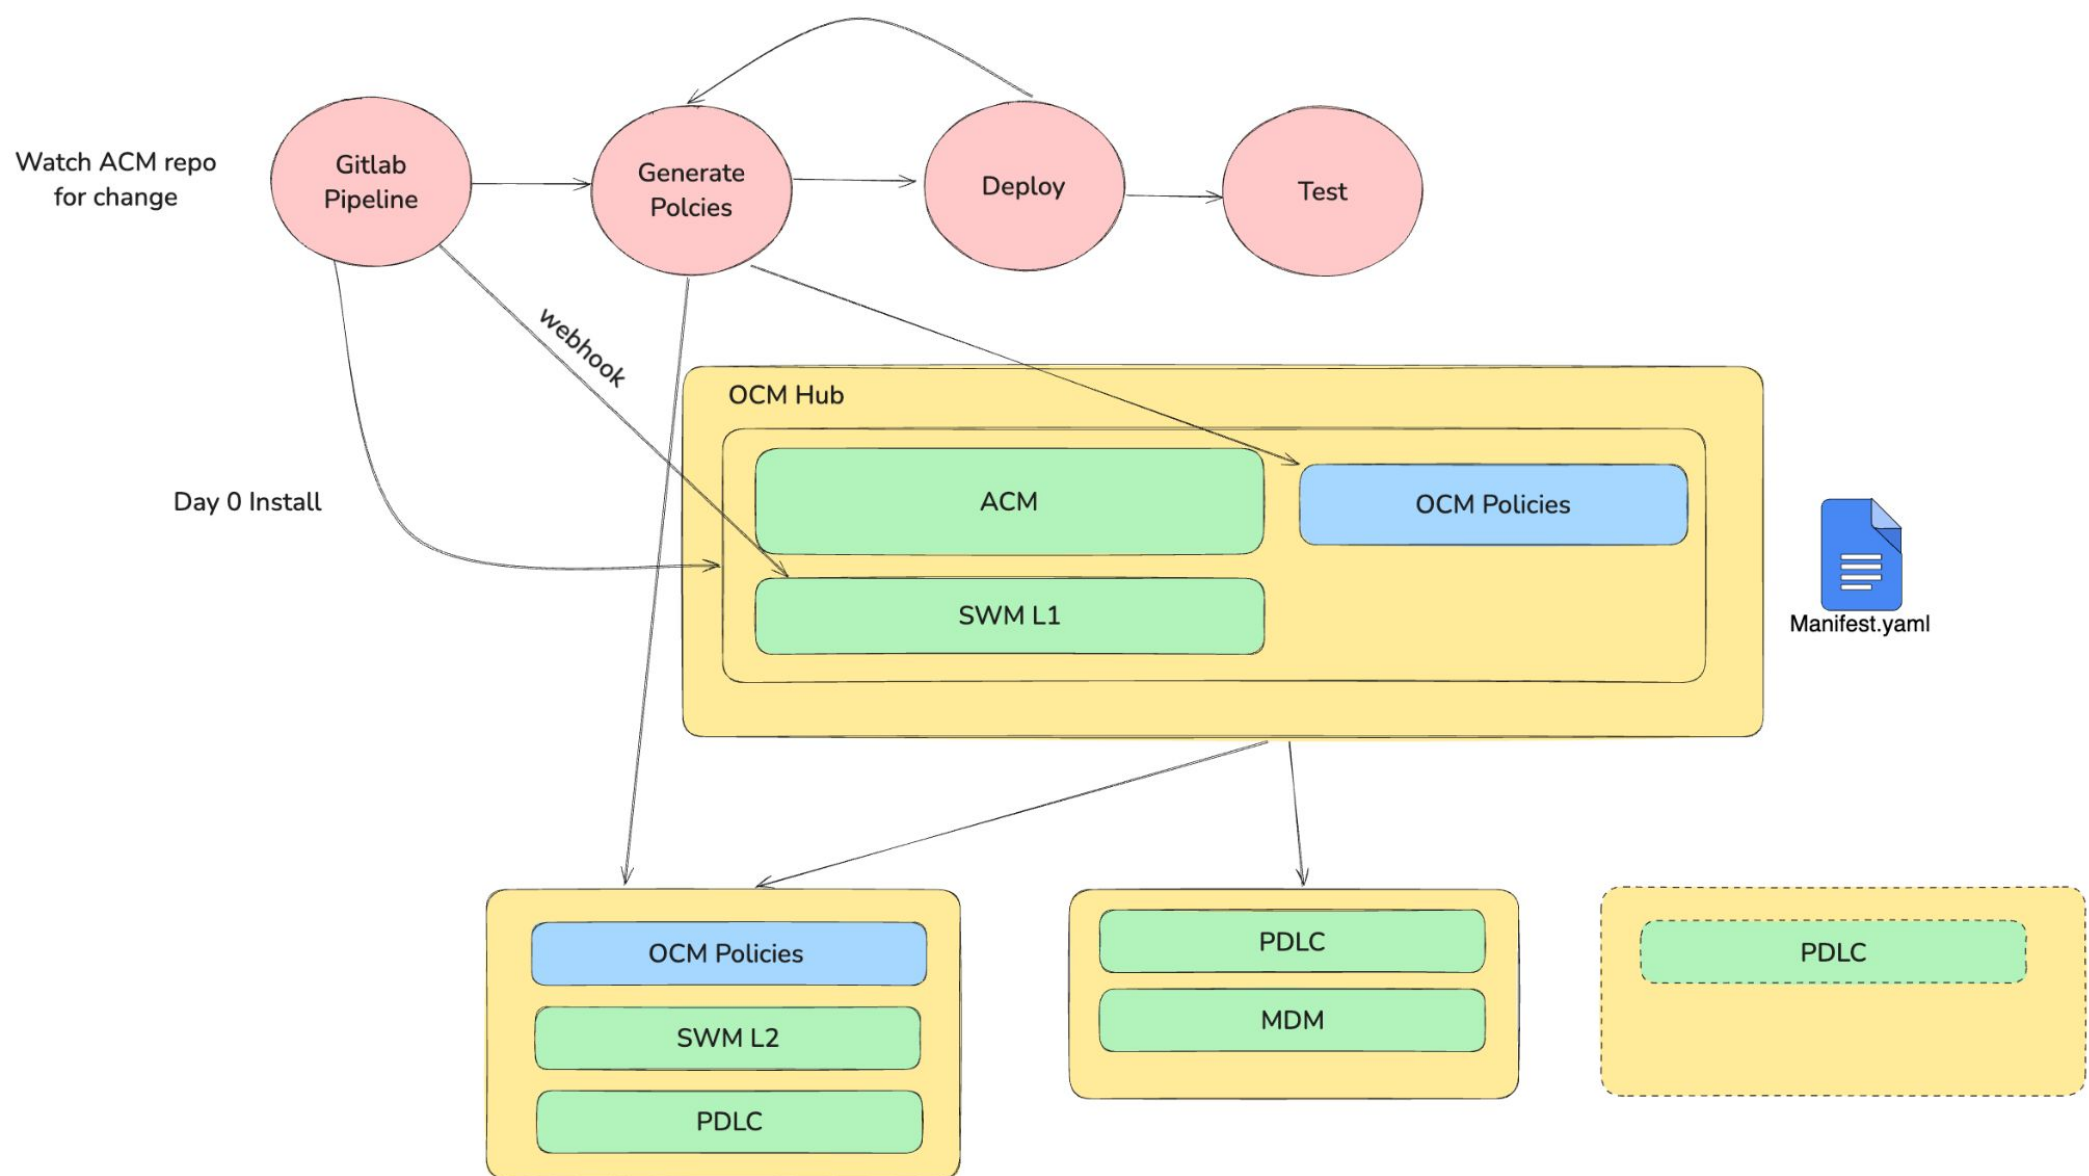 Watch ACM repo
for change
Gitlab
Pipeline
Generate
Polcies
Deploy
Test
webhook
Day 0 Install
OCM Hub
ACM
OCM Policies
SWM L1
Manifest.yaml
OCM Policies
SWM L2
PDLC
PDLC
MDM
PDLC